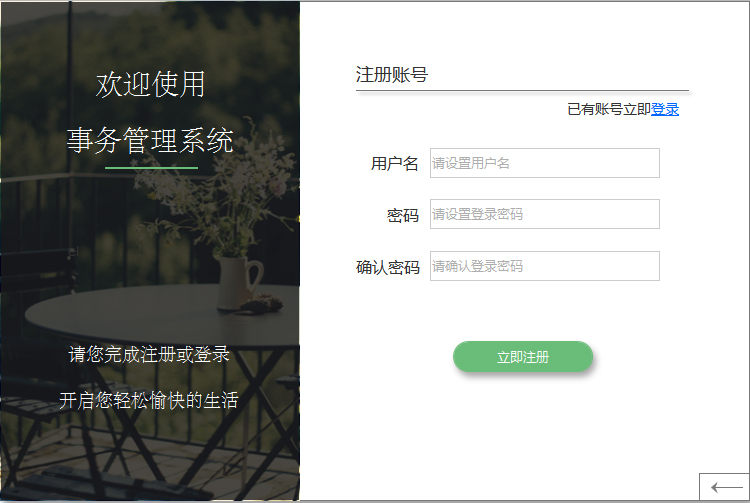 欢迎使用
事务管理系统
请您完成注册或登录
开启您轻松愉快的生活
注册账号
已有账号立即登录
用户名 请设置用户名
密码 请设置登录密码
确认密码 请确认登录密码
立即注册